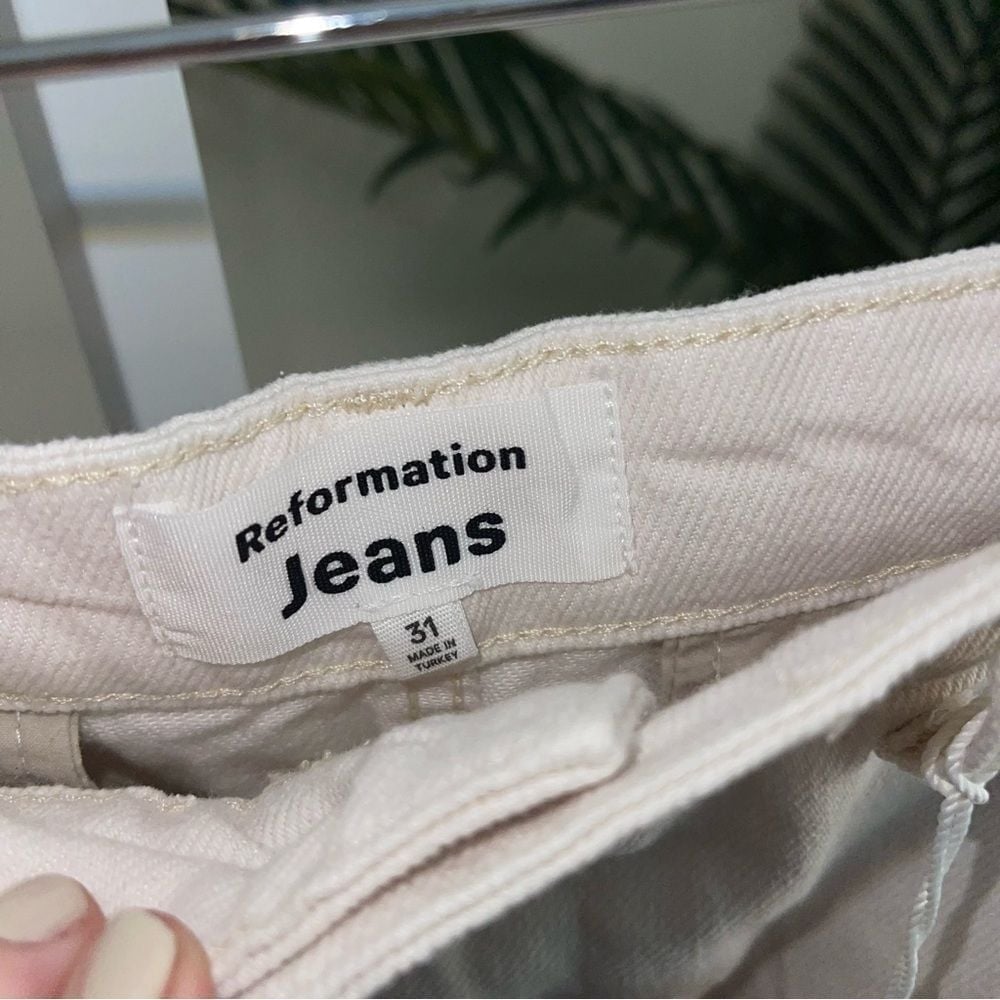 Reformation
Jeans
31
MADE IN
TURKEY